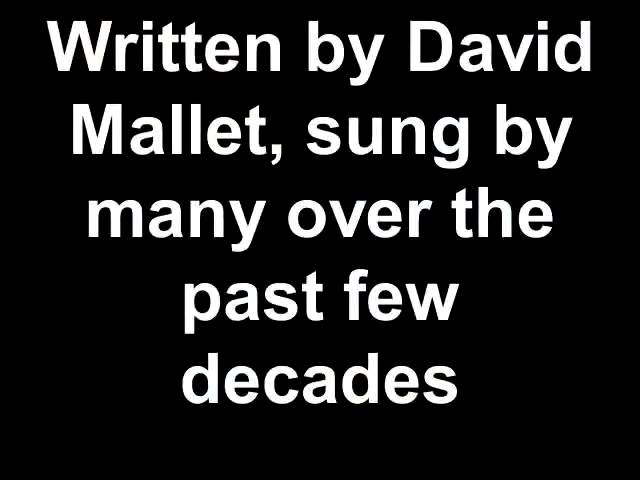 Written by David
Mallet, sung by
many over the
past few
decades